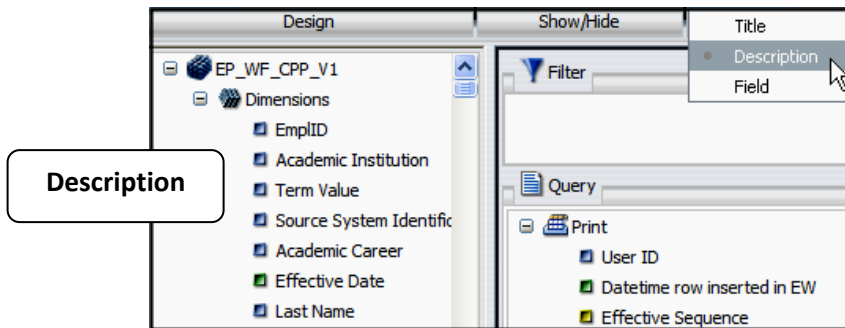 Design
Show/Hide
Title
Description
Field
EP_WF_CPP_V1
Dimensions
EmplID
Academic Institution
Term Value
Source System Identific
Academic Career
Effective Date
Last Name
Description
Filter
Query
Print
User ID
Datetime row inserted in EW
Effective Sequence